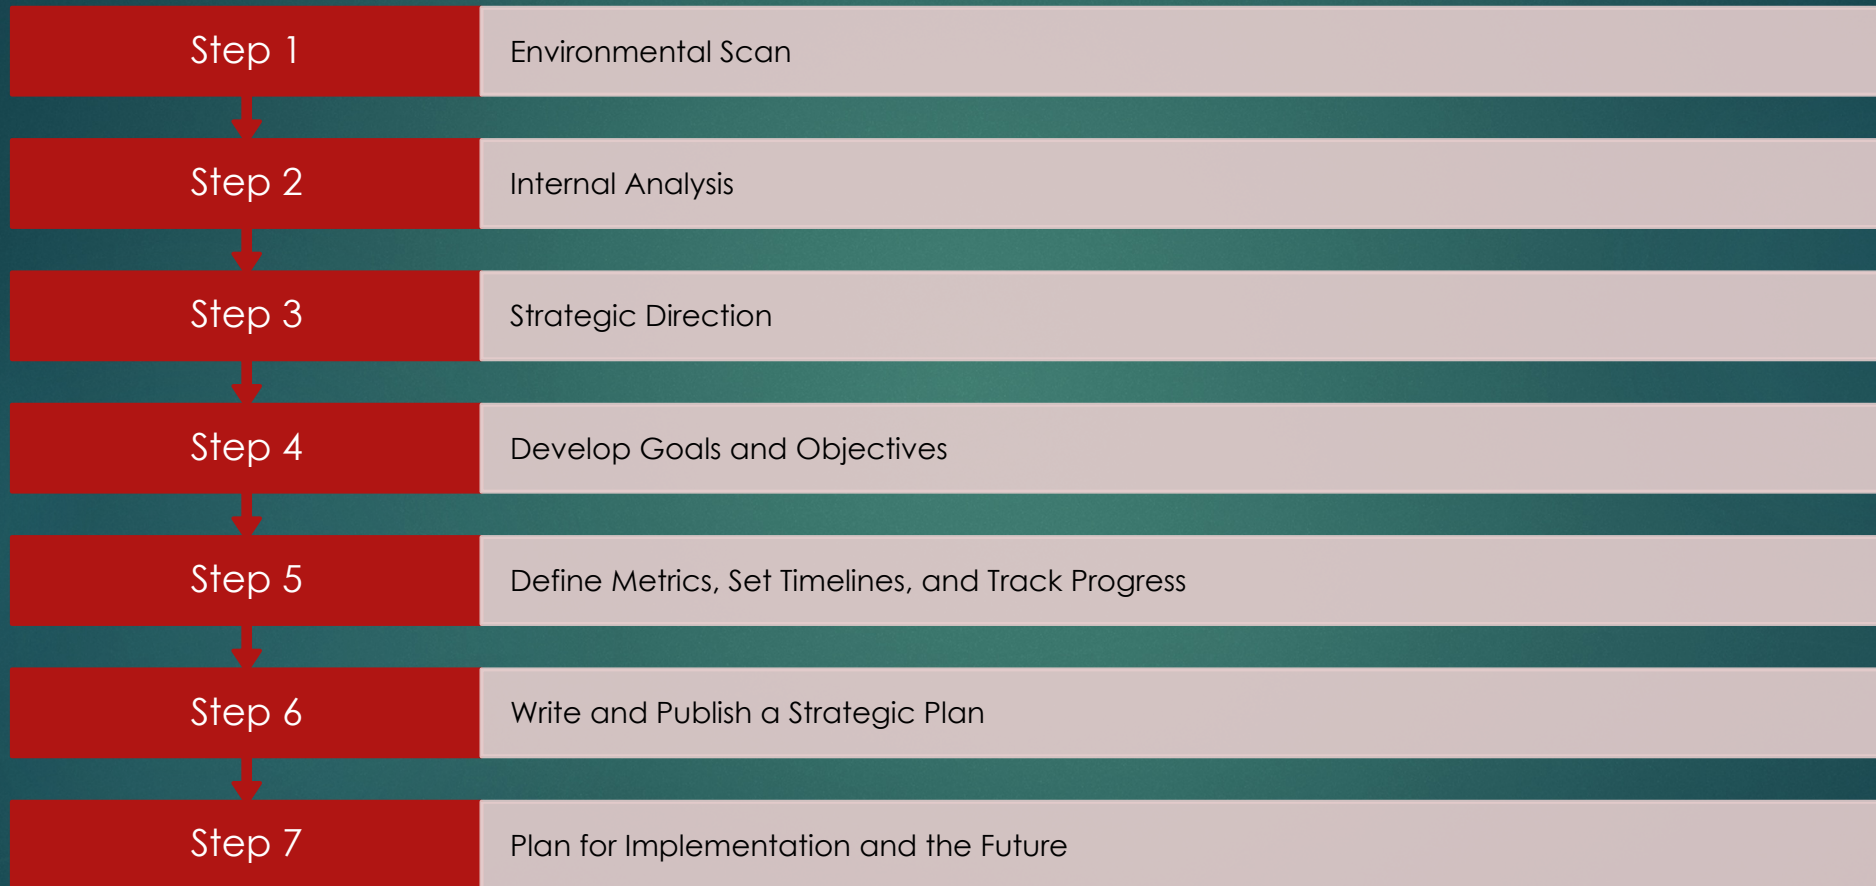 Step 1
Environmental Scan
Step 2
Internal Analysis
Step 3
Strategic Direction
Step 4
Develop Goals and Objectives
Step 5
Define Metrics, Set Timelines, and Track Progress
Step 6
Write and Publish a Strategic Plan
Step 7
Plan for Implementation and the Future